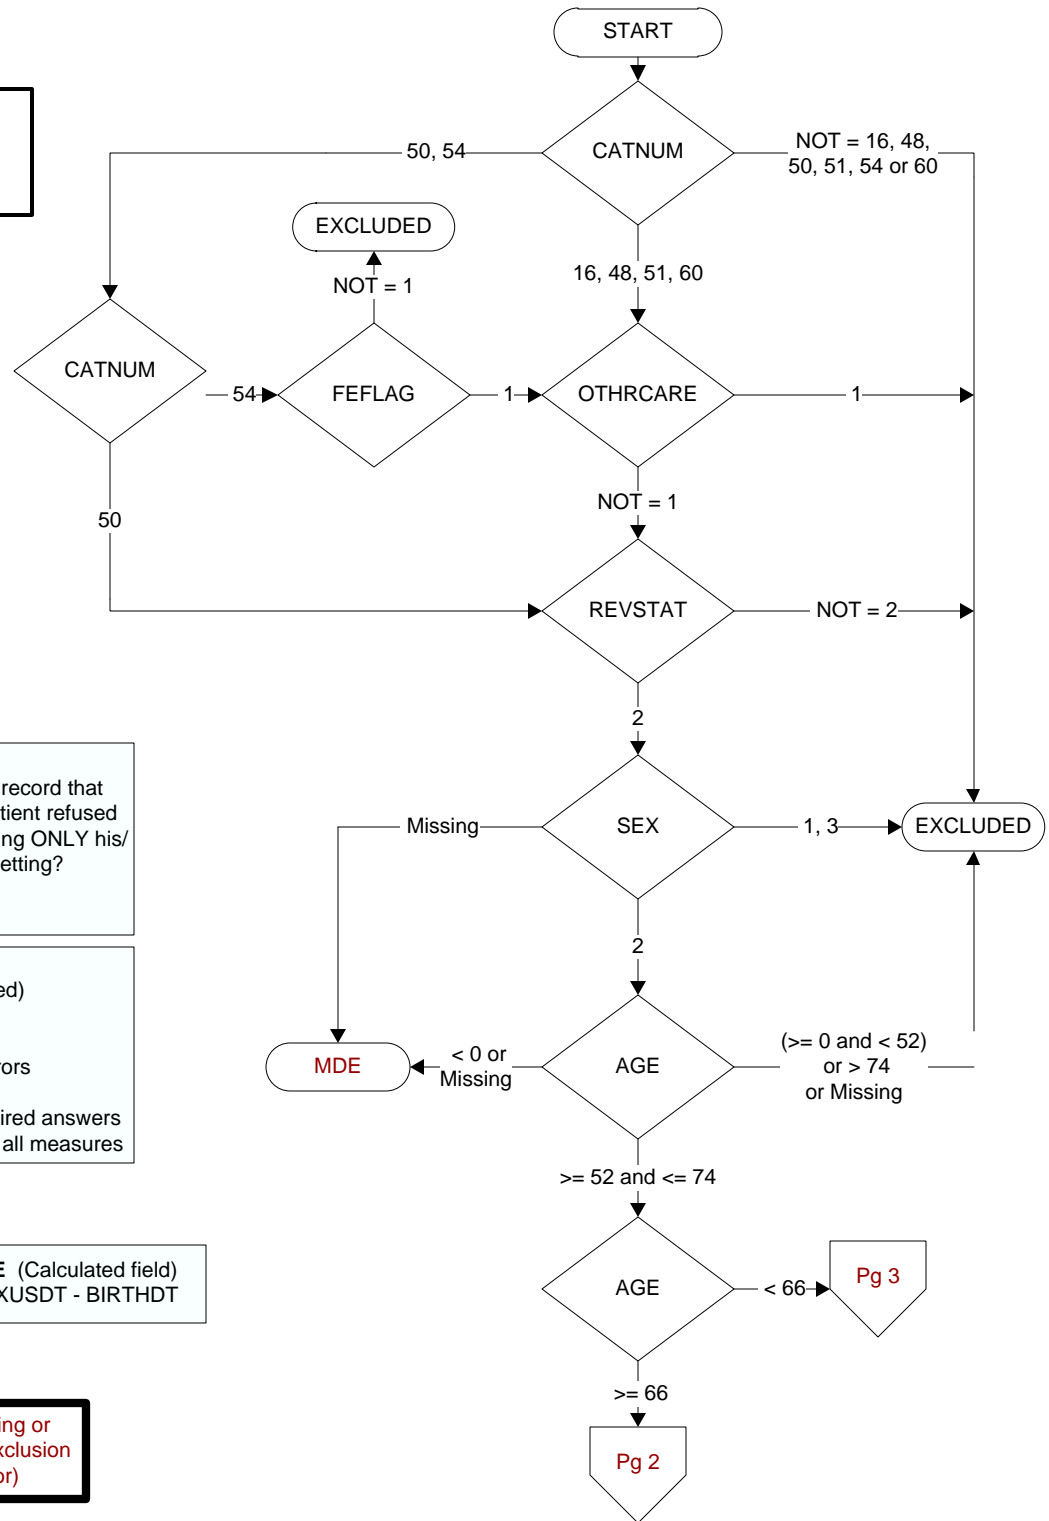 START
CATNUM
50, 54
NOT = 16, 48,
50, 51, 54 or 60
EXCLUDED
16, 48, 51, 60
NOT = 1
CATNUM
54
FEFLAG
1
OTHRCARE
1
NOT = 1
50
REVSTAT
NOT = 2
2
record that
tient refused
ng ONLY his/
etting?
Missing
SEX
1, 3
EXCLUDED
2
ed)
rors
ired answers
all measures
MDE
< 0 or
Missing
AGE
(>= 0 and < 52)
or > 74
or Missing
>= 52 and <= 74
E (Calculated field)
XUSDT - BIRTHDT
AGE
< 66
Pg 3
>= 66
ing or
xclusion
or)
Pg 2